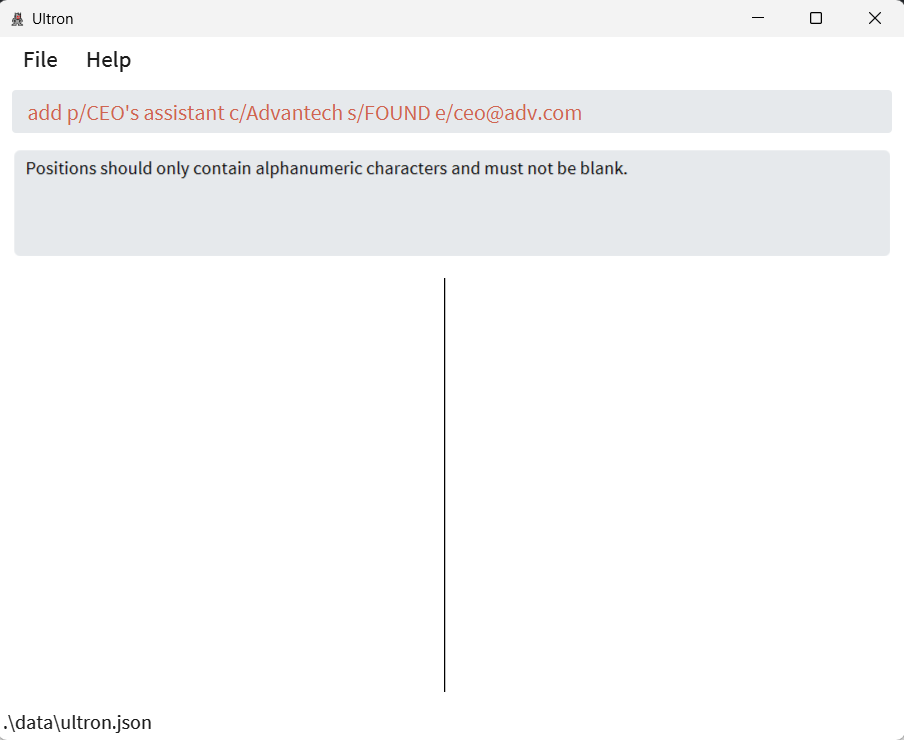 Ultron
File Help
add p/CEO's assistant c/Advantech s/FOUND e/ceo@adv.com
Positions should only contain alphanumeric characters and must not be blank.
.\data\ultron.json